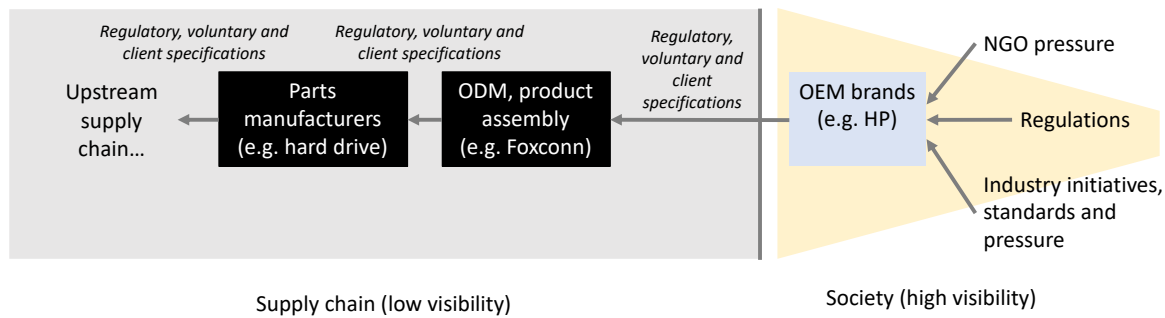 Regulatory, voluntary and
client specifications
Regulatory, voluntary and
client specifications
Regulatory,
voluntary and
client
specifications
Upstream
supply
chain…
Parts
manufacturers
(e.g. hard drive)
ODM, product
assembly
(e.g. Foxconn)
OEM brands
(e.g. HP)
NGO pressure
Regulations
Industry initiatives,
standards and
pressure
Supply chain (low visibility)
Society (high visibility)